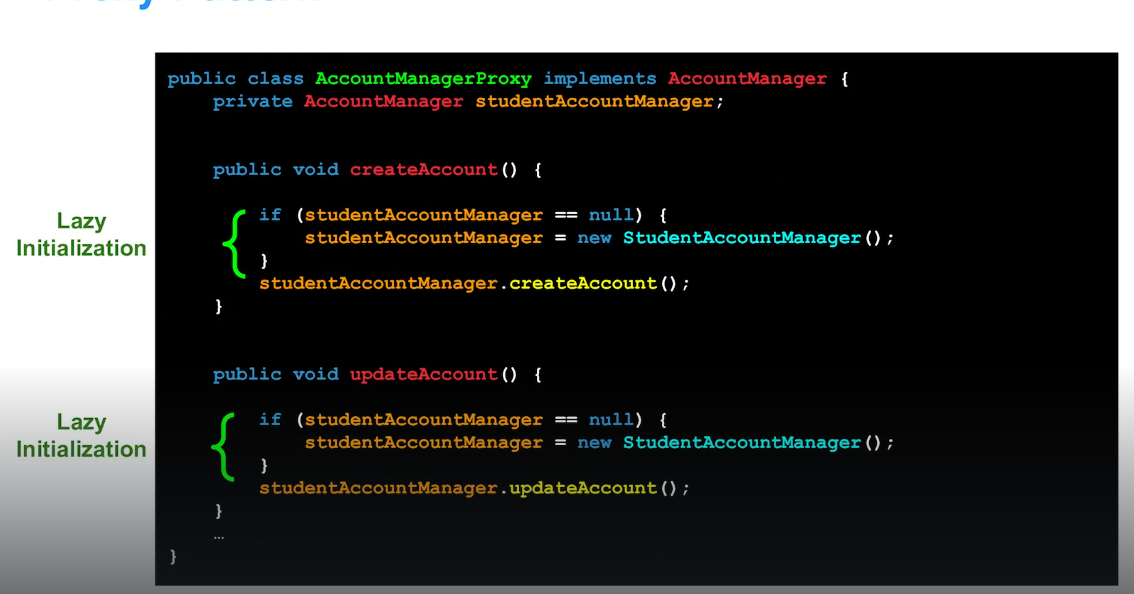 public class AccountManagerProxy implements AccountManager {
private AccountManager studentAccountManager;
public void createAccount() {
Lazy
Initialization
if (studentAccountManager == null) {
studentAccountManager = new StudentAccountManager();
}
studentAccountManager.createAccount();
}
public void updateAccount() {
Lazy
Initialization
if (studentAccountManager == null) {
studentAccountManager = new StudentAccountManager();
}
studentAccountManager.updateAccount();
}
…
}